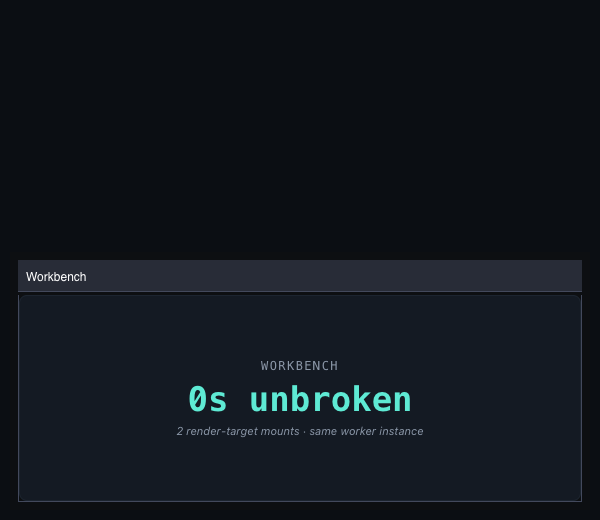 Workbench
WORKBENCH
0s unbroken
2 render-target mounts · same worker instance